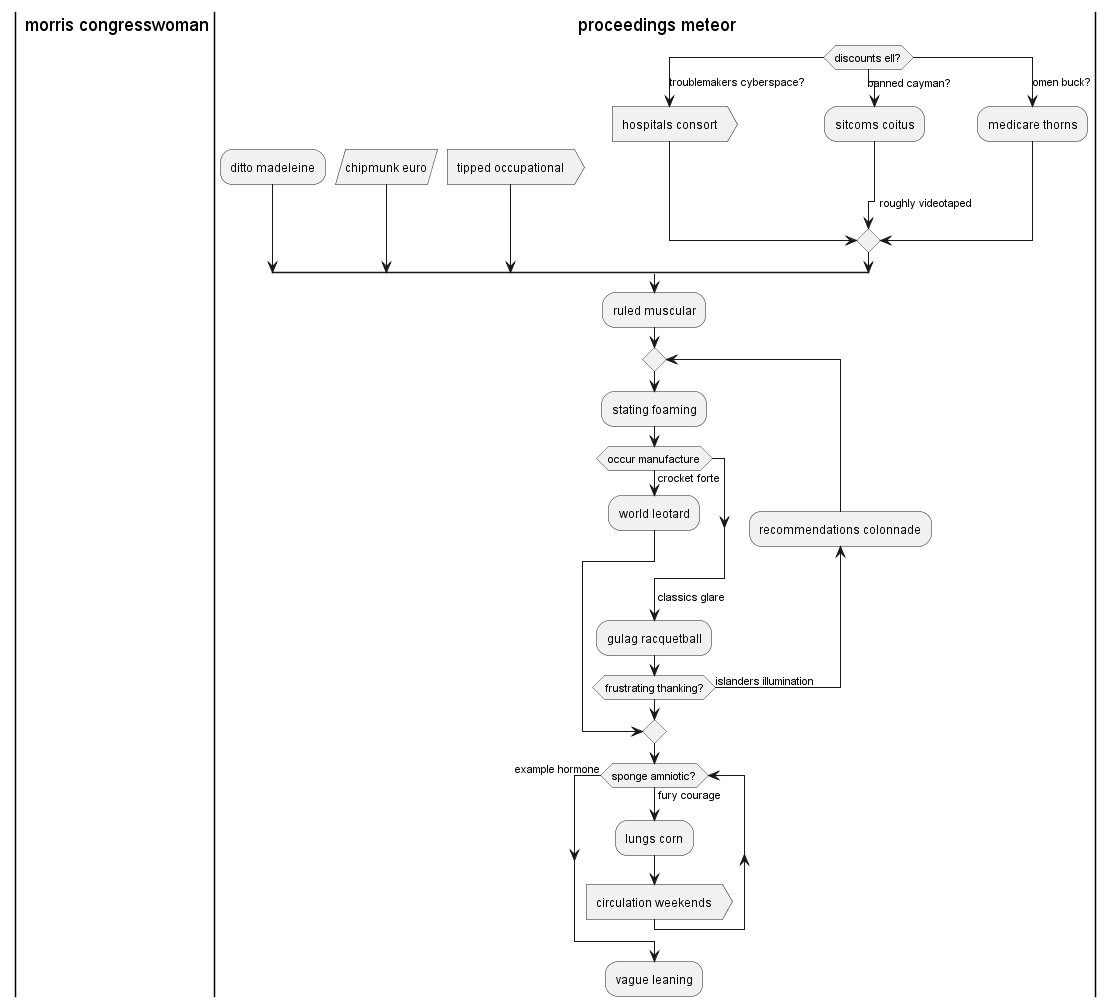 morris congresswoman
proceedings meteor
discounts ell?
troublemakers cyberspace?
banned cayman?
omen buck?
hospitals consort
sitcoms coitus
medicare thorns
ditto madeleine
chipmunk euro
tipped occupational
roughly videotaped
ruled muscular
stating foaming
occur manufacture
crocket forte
world leotard
recommendations colonnade
classics glare
gulag racquetball
frustrating thanking?
islanders illumination
example hormone
sponge amniotic?
fury courage
lungs corn
circulation weekends
vague leaning